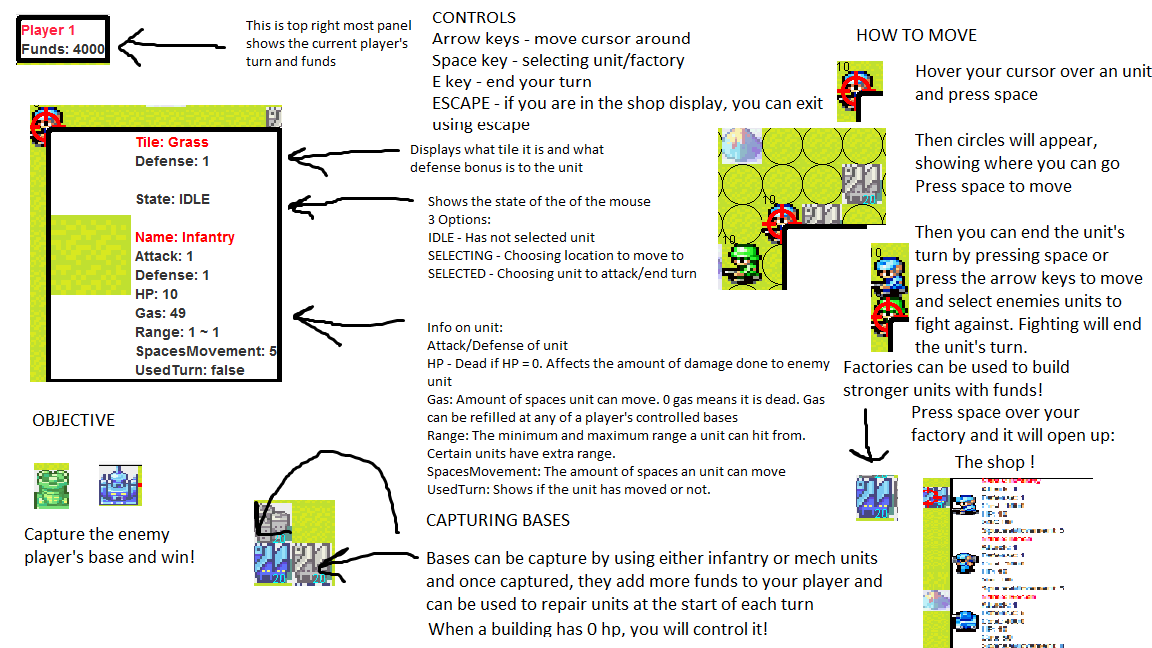 Player 1
Funds: 4000
This is top right most panel
shows the current player's
turn and funds
CONTROLS
Arrow keys - move cursor around
Space key - selecting unit/factory
E key - end your turn
ESCAPE - if you are in the shop display, you can exit
using escape
Tile: Grass
Defense: 1
State: IDLE
Name: Infantry
Attack: 1
Defense: 1
HP: 10
Gas: 49
Range: 1 ~ 1
SpacesMovement: 5
UsedTurn: false
Displays what tile it is and what
defense bonus is to the unit
Shows the state of the of the mouse
3 Options:
IDLE - Has not selected unit
SELECTING - Choosing location to move to
SELECTED - Choosing unit to attack/end turn
Info on unit:
Attack/Defense of unit
HP - Dead if HP = 0. Affects the amount of damage done to enemy
unit
Gas: Amount of spaces unit can move. 0 gas means it is dead. Gas
can be refilled at any of a player's controlled bases
Range: The minimum and maximum range a unit can hit from.
Certain units have extra range.
SpacesMovement: The amount of spaces an unit can move
UsedTurn: Shows if the unit has moved or not.
OBJECTIVE
Capture the enemy
player's base and win!
CAPTURING BASES
20
20
Bases can be capture by using either infantry or mech units
and once captured, they add more funds to your player and
can be used to repair units at the start of each turn
When a building has 0 hp, you will control it!
HOW TO MOVE
10
Hover your cursor over an unit
and press space
10
10
Then circles will appear,
showing where you can go
Press space to move
10
Then you can end the unit's
turn by pressing space or
press the arrow keys to move
and select enemies units to
fight against. Fighting will end
the unit's turn.
Factories can be used to build
stronger units with funds!
Press space over your
factory and it will open up:
20
The shop !